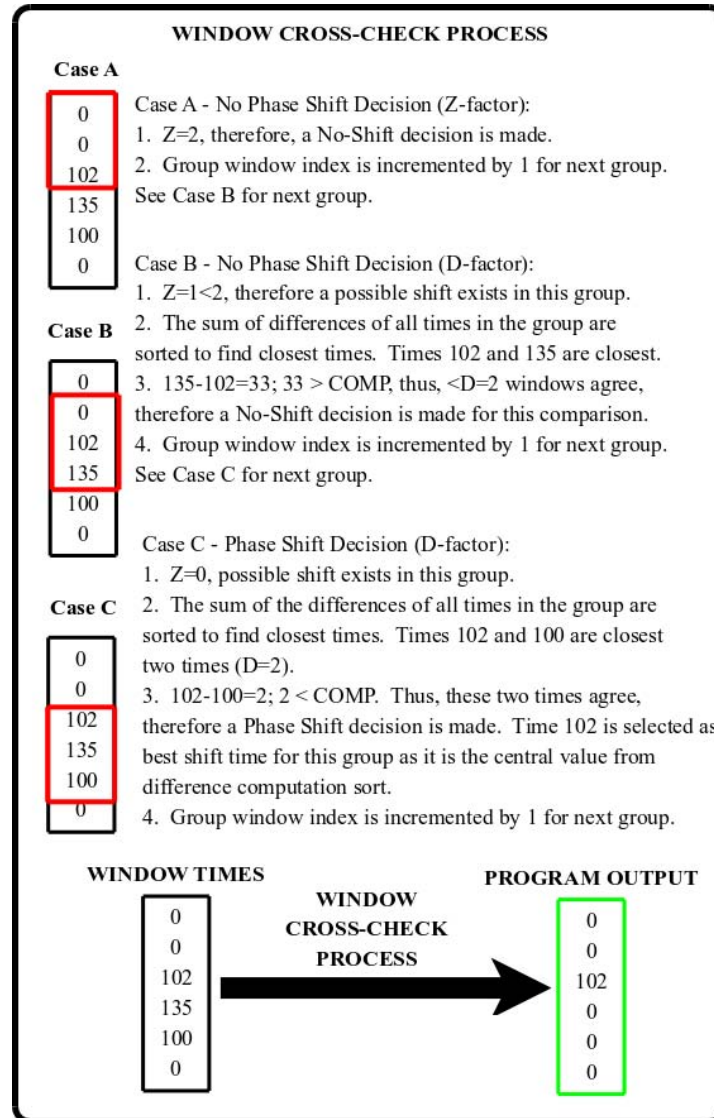 WINDOW CROSS-CHECK PROCESS
Case A
0
0
102
135
100
0
Case A - No Phase Shift Decision (Z-factor):
1. Z=2, therefore, a No-Shift decision is made.
2. Group window index is incremented by 1 for next group.
See Case B for next group.
Case B
0
0
102
135
100
0
Case B - No Phase Shift Decision (D-factor):
1. Z=1<2, therefore a possible shift exists in this group.
2. The sum of differences of all times in the group are
sorted to find closest times. Times 102 and 135 are closest.
3. 135-102=33; 33 > COMP, thus, <D=2 windows agree,
therefore a No-Shift decision is made for this comparison.
4. Group window index is incremented by 1 for next group.
See Case C for next group.
Case C
0
0
102
135
100
0
Case C - Phase Shift Decision (D-factor):
1. Z=0, possible shift exists in this group.
2. The sum of the differences of all times in the group are
sorted to find closest times. Times 102 and 100 are closest
two times (D=2).
3. 102-100=2; 2 < COMP. Thus, these two times agree,
therefore a Phase Shift decision is made. Time 102 is selected as
best shift time for this group as it is the central value from
difference computation sort.
4. Group window index is incremented by 1 for next group.
WINDOW TIMES
0
0
102
135
100
0
WINDOW
CROSS-CHECK
PROCESS
PROGRAM OUTPUT
0
0
102
0
0
0